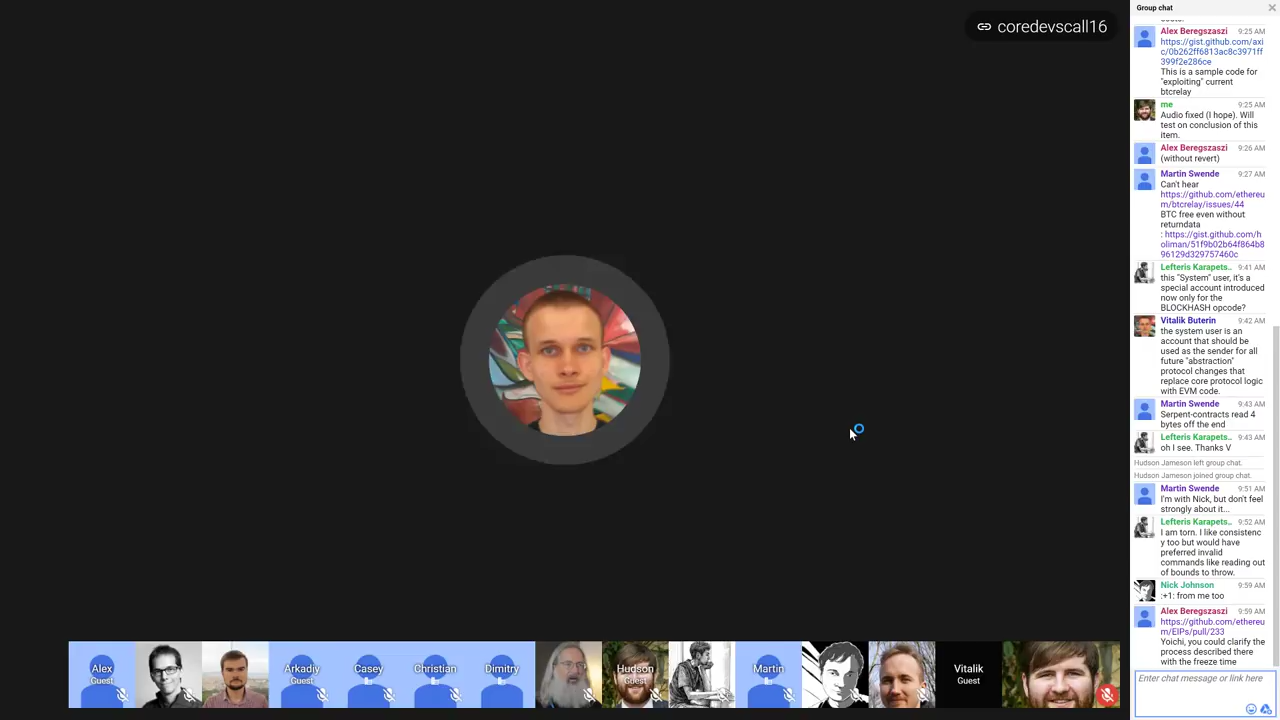 coredevscall16
Group chat
Alex Beregszaszi 9:25 AM
https://gist.github.com/axi
c/0b262ff6813ac8c3971ff
399f2e286ce
This is a sample code for
"exploiting" current
btcrelay
me 9:25 AM
Audio fixed (I hope). Will
test on conclusion of this
item.
Alex Beregszaszi 9:26 AM
(without revert)
Martin Swende 9:27 AM
Can't hear
https://github.com/ethereu
m/btcrelay/issues/44
BTC free even without
returndata
: https://gist.github.com/h
oliman/51f9b02b64f864b8
96129d329757460c
Lefteris Karapets.. 9:41 AM
this "System" user, it's a
special account introduced
now only for the
BLOCKHASH opcode?
Vitalik Buterin 9:42 AM
the system user is an
account that should be
used as the sender for all
future "abstraction"
protocol changes that
replace core protocol logic
with EVM code.
Martin Swende 9:43 AM
Serpent-contracts read 4
bytes off the end
Lefteris Karapets.. 9:43 AM
oh I see. Thanks V
Hudson Jameson left group chat.
Hudson Jameson joined group chat.
Martin Swende 9:51 AM
I'm with Nick, but don't feel
strongly about it...
Lefteris Karapets.. 9:52 AM
I am torn. I like consistenc
y too but would have
preferred invalid
commands like reading out
of bounds to throw.
Nick Johnson 9:59 AM
:+1: from me too
Alex Beregszaszi 9:59 AM
https://github.com/ethereu
m/EIPs/pull/233
Yoichi, you could clarify the
process described there
with the freeze time
Enter chat message or link here
Alex
Guest
Arkadiy
Guest
Casey
Guest
Christian
Guest
Dimitry
Guest
Hudson
Guest
Martin
Guest
Vitalik
Guest